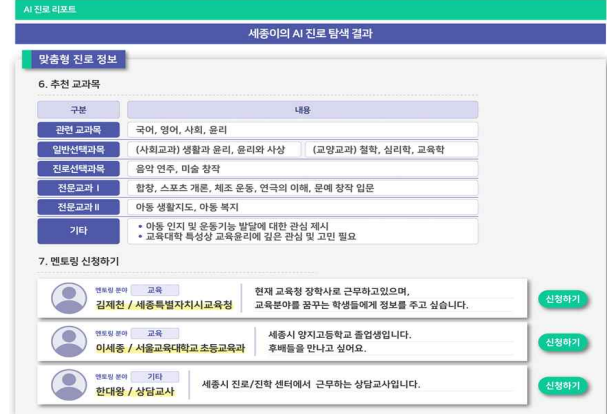 AI 진로 리포트
세종이의 AI 진로 탐색 결과
맞춤형 진로 정보
6. 추천 교과목
구분 내용
관련 교과목 국어, 영어, 사회, 윤리
일반선택과목 (사회교과) 생활과 윤리, 윤리와 사상 (교양교과) 철학, 심리학, 교육학
진로선택과목 음악 연주, 미술 창작
전문교과 I 합창, 스포츠 개론, 체조 운동, 연극의 이해, 문예 창작 입문
전문교과 II 아동 생활지도, 아동 복지
기타 • 아동 인지 및 운동기능 발달에 대한 관심 제시
• 교육대학 특성상 교육윤리에 깊은 관심 및 고민 필요
7. 멘토링 신청하기
멘토링 분야 교육
김제천 / 세종특별자치시교육청
현재 교육청 장학사로 근무하고있으며,
교육분야를 꿈꾸는 학생들에게 정보를 주고 싶습니다.
신청하기
멘토링 분야 교육
이세종 / 서울교육대학교 초등교육과
세종시 양지고등학교 졸업생입니다.
후배들을 만나고 싶어요.
신청하기
멘토링 분야 기타
한대왕 / 상담교사
세종시 진로/진학 센터에서 근무하는 상담교사입니다.
신청하기